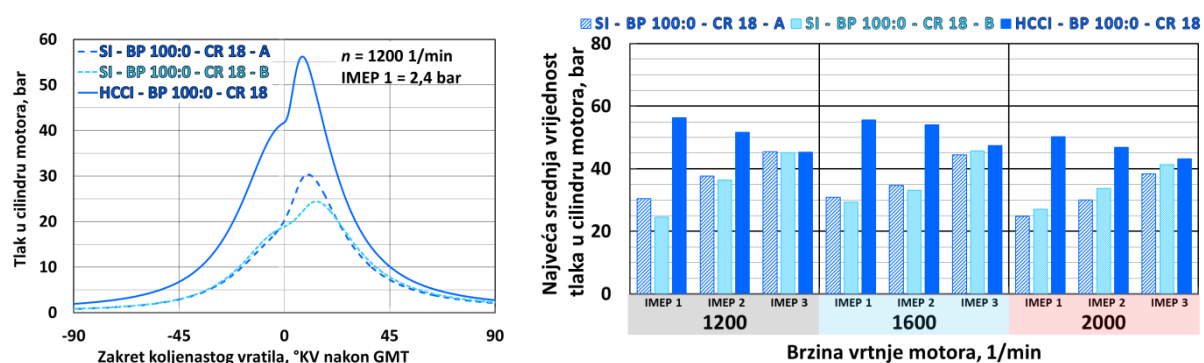 60
50
40
30
20
10
0
-90
-45
0
45
90
Tlak u cilindru motora, bar
Zakret koljenastog vratila, °KV nakon GMT
SI - BP 100:0 - CR 18 - A
SI - BP 100:0 - CR 18 - B
HCCI - BP 100:0 - CR 18
n = 1200 1/min
IMEP 1 = 2,4 bar
SI - BP 100:0 - CR 18 - A SI - BP 100:0 - CR 18 - B HCCI - BP 100:0 - CR 18
Najveća srednja vrijednost
tlaka u cilindru motora, bar
80
60
40
20
0
IMEP 1 IMEP 2 IMEP 3 IMEP 1 IMEP 2 IMEP 3 IMEP 1 IMEP 2 IMEP 3
1200 1600 2000
Brzina vrtnje motora, 1/min